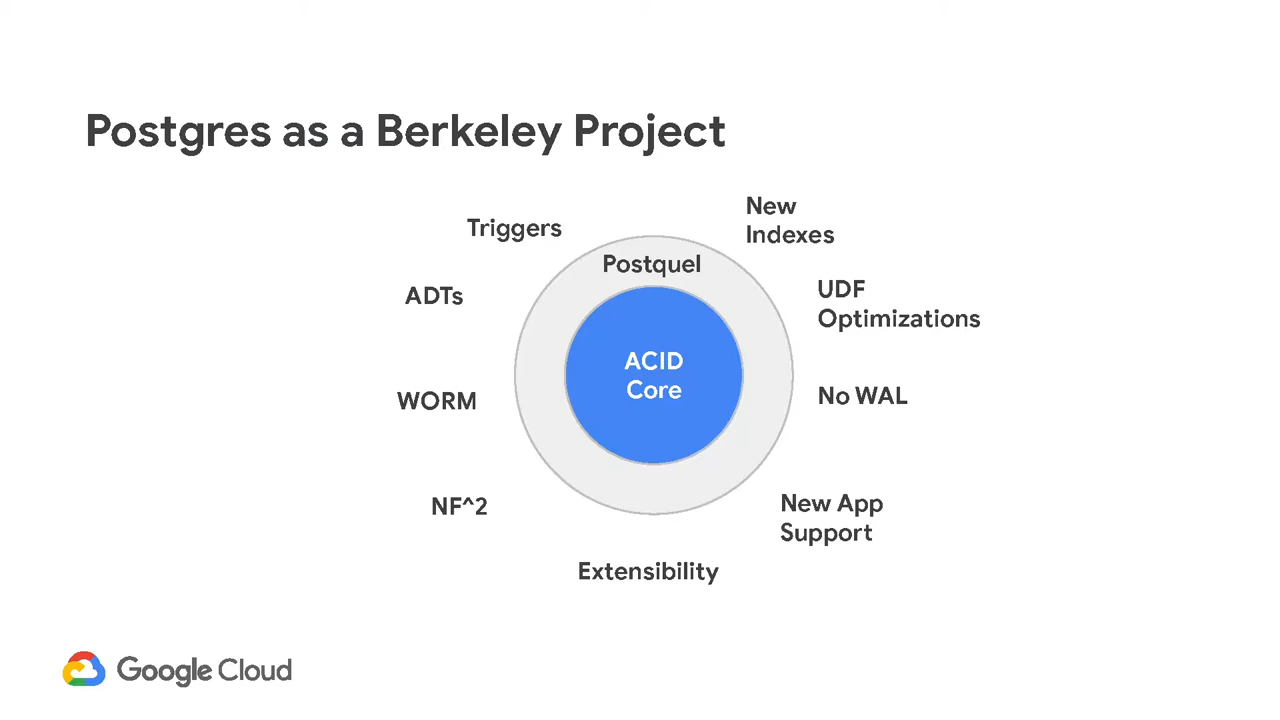 Postgres as a Berkeley Project
Triggers
New
Indexes
Postquel
ADTs
UDF
Optimizations
ACID
Core
WORM
No WAL
NF^2
New App
Support
Extensibility
Google Cloud